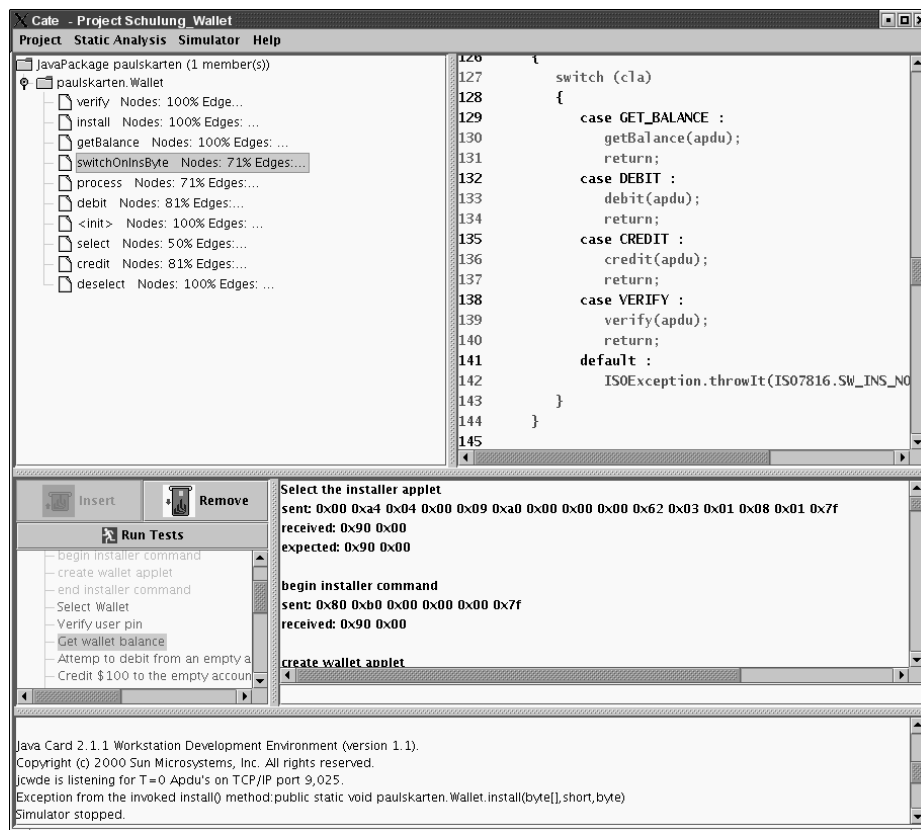 Cate - Project Schulung_Wallet
Project Static Analysis Simulator Help
JavaPackage paulskarten (1 member(s))
paulskarten.Wallet
verify Nodes: 100% Edge...
install Nodes: 100% Edges: ...
getBalance Nodes: 100% Edges: ...
switchOnInsByte Nodes: 71% Edges:...
process Nodes: 71% Edges:...
debit Nodes: 81% Edges:...
<init> Nodes: 100% Edges: ...
select Nodes: 50% Edges:...
credit Nodes: 81% Edges:...
deselect Nodes: 100% Edges: ...
126 {
127 switch (cla)
128 {
129 case GET_BALANCE :
130 getBalance(apdu);
131 return;
132 case DEBIT :
133 debit(apdu);
134 return;
135 case CREDIT :
136 credit(apdu);
137 return;
138 case VERIFY :
139 verify(apdu);
140 return;
141 default :
142 ISOException.throwIt(ISO7816.SW_INS_NO
143 }
144 }
145
Insert Remove
Run Tests
begin installer command
create wallet applet
end installer command
Select Wallet
Verify user pin
Get wallet balance
Attemp to debit from an empty a
Credit $100 to the empty accoun
Select the installer applet
sent: 0x00 0xa4 0x04 0x00 0x09 0xa0 0x00 0x00 0x00 0x62 0x03 0x01 0x08 0x01 0x7f
received: 0x90 0x00
expected: 0x90 0x00
begin installer command
sent: 0x80 0xb0 0x00 0x00 0x00 0x7f
received: 0x90 0x00
create wallet applet
Java Card 2.1.1 Workstation Development Environment (version 1.1).
Copyright (c) 2000 Sun Microsystems, Inc. All rights reserved.
jcwde is listening for T=0 Apdu's on TCP/IP port 9,025.
Exception from the invoked install() method:public static void paulskarten.Wallet.install(byte[],short,byte)
Simulator stopped.